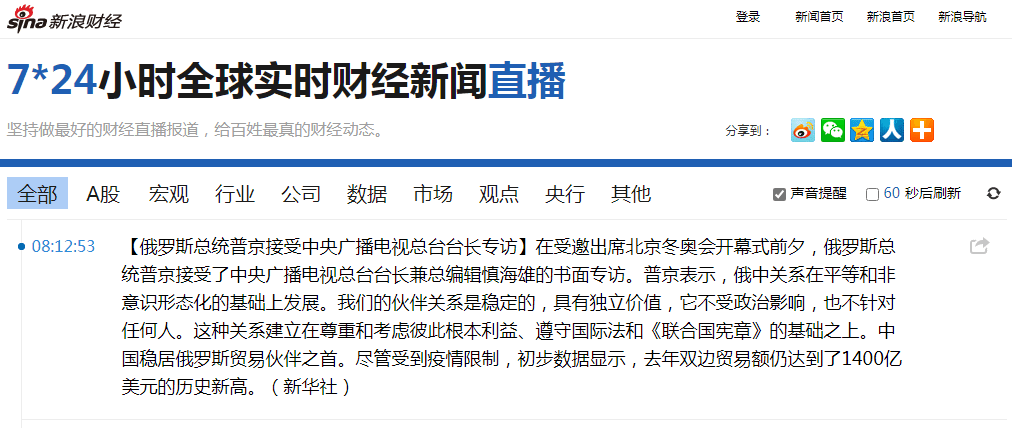 sina 新浪财经 登录 新闻首页 新浪首页 新浪导航
7*24小时全球实时财经新闻直播
坚持做最好的财经直播报道，给百姓最真的财经动态。 分享到：
全部 A股 宏观 行业 公司 数据 市场 观点 央行 其他 声音提醒 60 秒后刷新
08:12:53 【俄罗斯总统普京接受中央广播电视总台台长专访】在受邀出席北京冬奥会开幕式前夕，俄罗斯总
统普京接受了中央广播电视总台台长兼总编辑慎海雄的书面专访。普京表示，俄中关系在平等和非
意识形态化的基础上发展。我们的伙伴关系是稳定的，具有独立价值，它不受政治影响，也不针对
任何人。这种关系建立在尊重和考虑彼此根本利益、遵守国际法和《联合国宪章》的基础之上。中
国稳居俄罗斯贸易伙伴之首。尽管受到疫情限制，初步数据显示，去年双边贸易额仍达到了1400亿
美元的历史新高。（新华社）